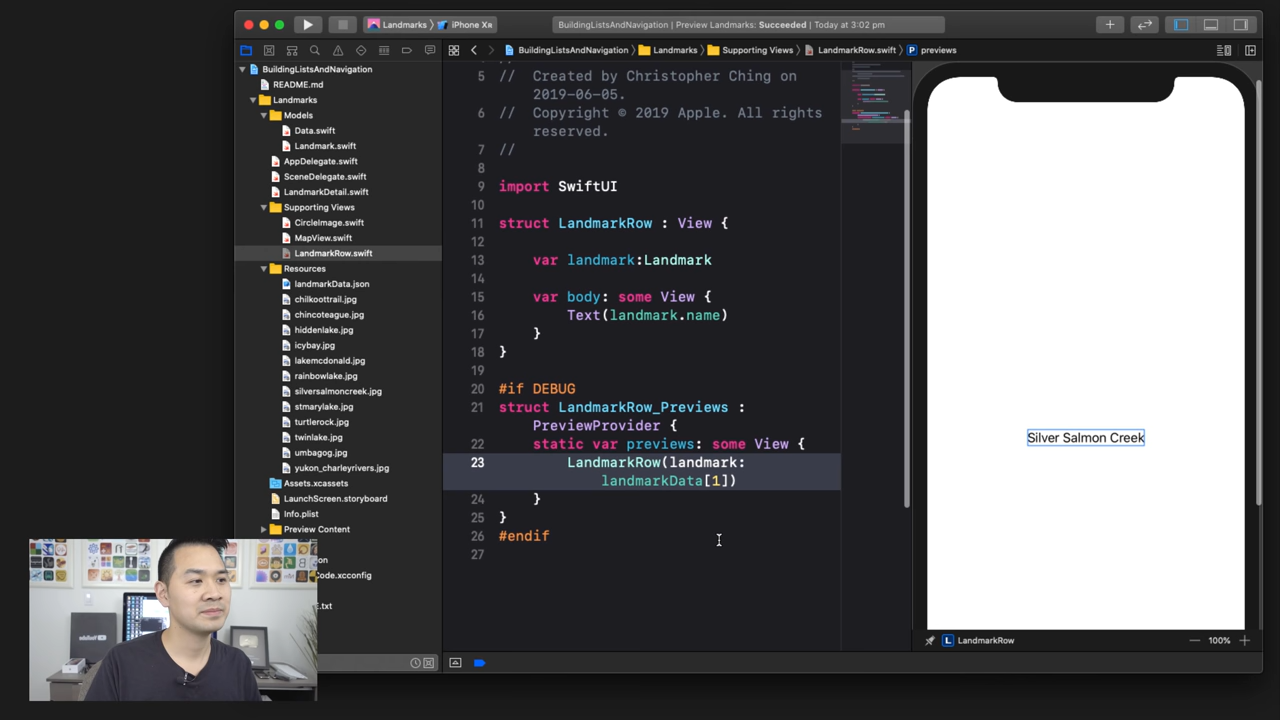 Landmarks
iPhone Xʀ
BuildingListsAndNavigation | Preview Landmarks: Succeeded | Today at 3:02 pm
BuildingListsAndNavigation
Landmarks
Supporting Views
LandmarkRow.swift
P
previews
BuildingListsAndNavigation
README.md
Landmarks
Models
Data.swift
Landmark.swift
AppDelegate.swift
SceneDelegate.swift
LandmarkDetail.swift
Supporting Views
CircleImage.swift
MapView.swift
LandmarkRow.swift
Resources
landmarkData.json
chilkoottrail.jpg
chincoteague.jpg
hiddenlake.jpg
icybay.jpg
lakemcdonald.jpg
rainbowlake.jpg
silversalmoncreek.jpg
stmarylake.jpg
turtlerock.jpg
twinlake.jpg
umbagog.jpg
yukon_charleyrivers.jpg
Assets.xcassets
LaunchScreen.storyboard
Info.plist
Preview Content
on
Code.xcconfig
E.txt
5 // Created by Christopher Ching on
2019-06-05.
6 // Copyright © 2019 Apple. All rights
reserved.
7 //
8
9 import SwiftUI
10
11 struct LandmarkRow : View {
12
13 var landmark:Landmark
14
15 var body: some View {
16 Text(landmark.name)
17 }
18 }
19
20 #if DEBUG
21 struct LandmarkRow_Previews :
PreviewProvider {
22 static var previews: some View {
23 LandmarkRow(landmark:
landmarkData[1])
24 }
25 }
26 #endif
27
Silver Salmon Creek
L LandmarkRow
— 100% +